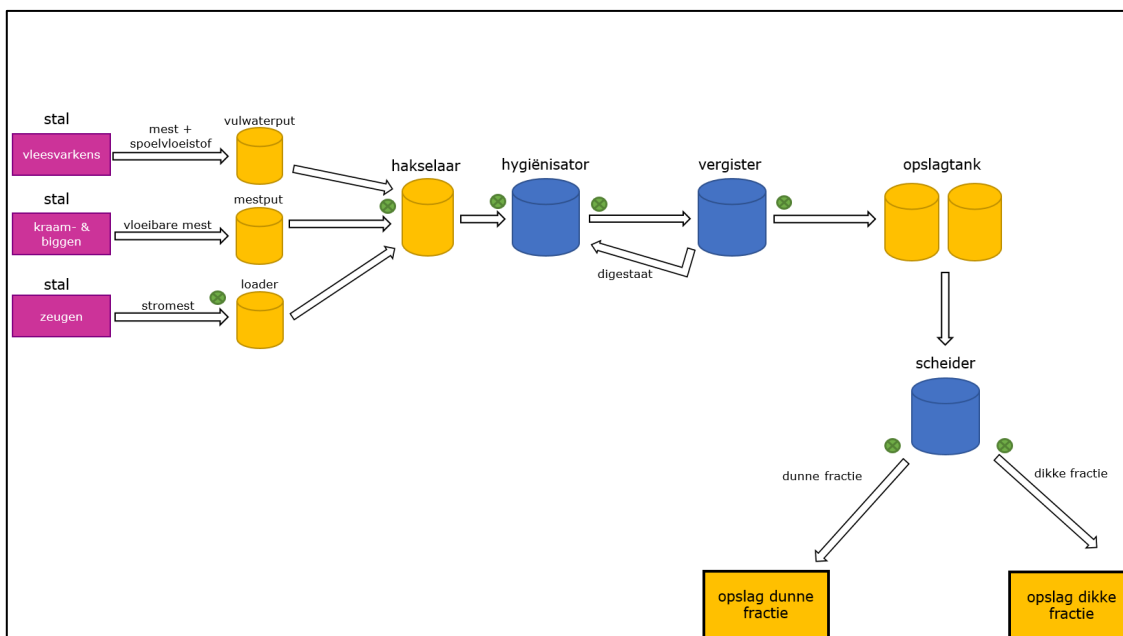 stal
vleesvarkens
mest +
spoelvloeistof
vulwaterput
stal
kraam- &
biggen
vloeibare mest
mestput
stal
zeugen
stromest
loader
hakselaar
hygiënisator
vergister
opslagtank
digestaat
scheider
dunne fractie
dikke fractie
opslag dunne
fractie
opslag dikke
fractie